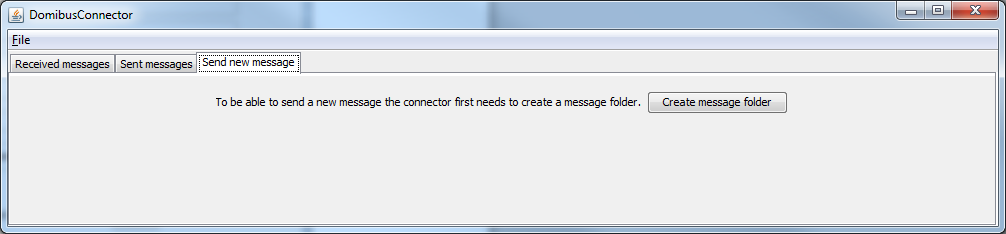 DomibusConnector
File
Received messages Sent messages Send new message
To be able to send a new message the connector first needs to create a message folder. Create message folder